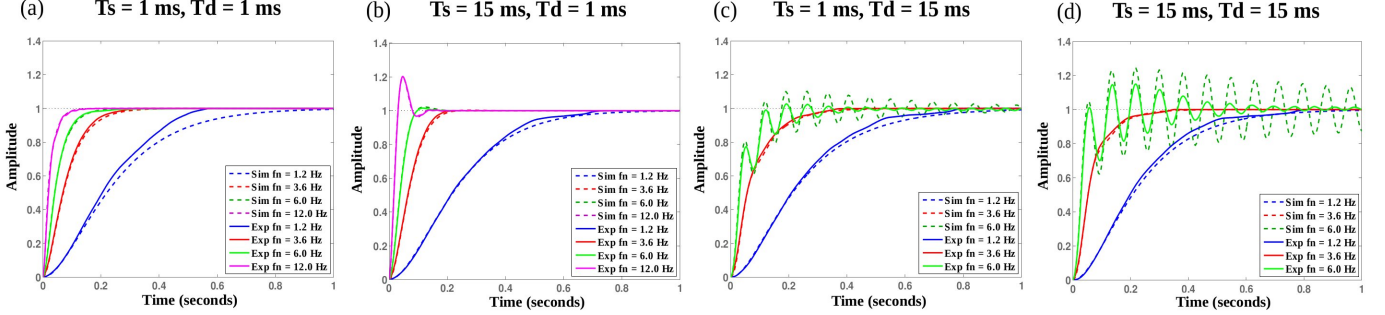 (a)
Ts = 1 ms, Td = 1 ms
1.4
1.2
1
0.8
0.6
0.4
0.2
0
0
0.2
0.4
0.6
0.8
1
Amplitude
Time (seconds)
Sim fn = 1.2 Hz
Sim fn = 3.6 Hz
Sim fn = 6.0 Hz
Sim fn = 12.0 Hz
Exp fn = 1.2 Hz
Exp fn = 3.6 Hz
Exp fn = 6.0 Hz
Exp fn = 12.0 Hz
(b)
Ts = 15 ms, Td = 1 ms
1.4
1.2
1
0.8
0.6
0.4
0.2
0
0
0.2
0.4
0.6
0.8
1
Amplitude
Time (seconds)
Sim fn = 1.2 Hz
Sim fn = 3.6 Hz
Sim fn = 6.0 Hz
Sim fn = 12.0 Hz
Exp fn = 1.2 Hz
Exp fn = 3.6 Hz
Exp fn = 6.0 Hz
Exp fn = 12.0 Hz
(c)
Ts = 1 ms, Td = 15 ms
1.4
1.2
1
0.8
0.6
0.4
0.2
0
0
0.2
0.4
0.6
0.8
1
Amplitude
Time (seconds)
Sim fn = 1.2 Hz
Sim fn = 3.6 Hz
Sim fn = 6.0 Hz
Exp fn = 1.2 Hz
Exp fn = 3.6 Hz
Exp fn = 6.0 Hz
(d)
Ts = 15 ms, Td = 15 ms
1.4
1.2
1
0.8
0.6
0.4
0.2
0
0
0.2
0.4
0.6
0.8
1
Amplitude
Time (seconds)
Sim fn = 1.2 Hz
Sim fn = 3.6 Hz
Sim fn = 6.0 Hz
Exp fn = 1.2 Hz
Exp fn = 3.6 Hz
Exp fn = 6.0 Hz